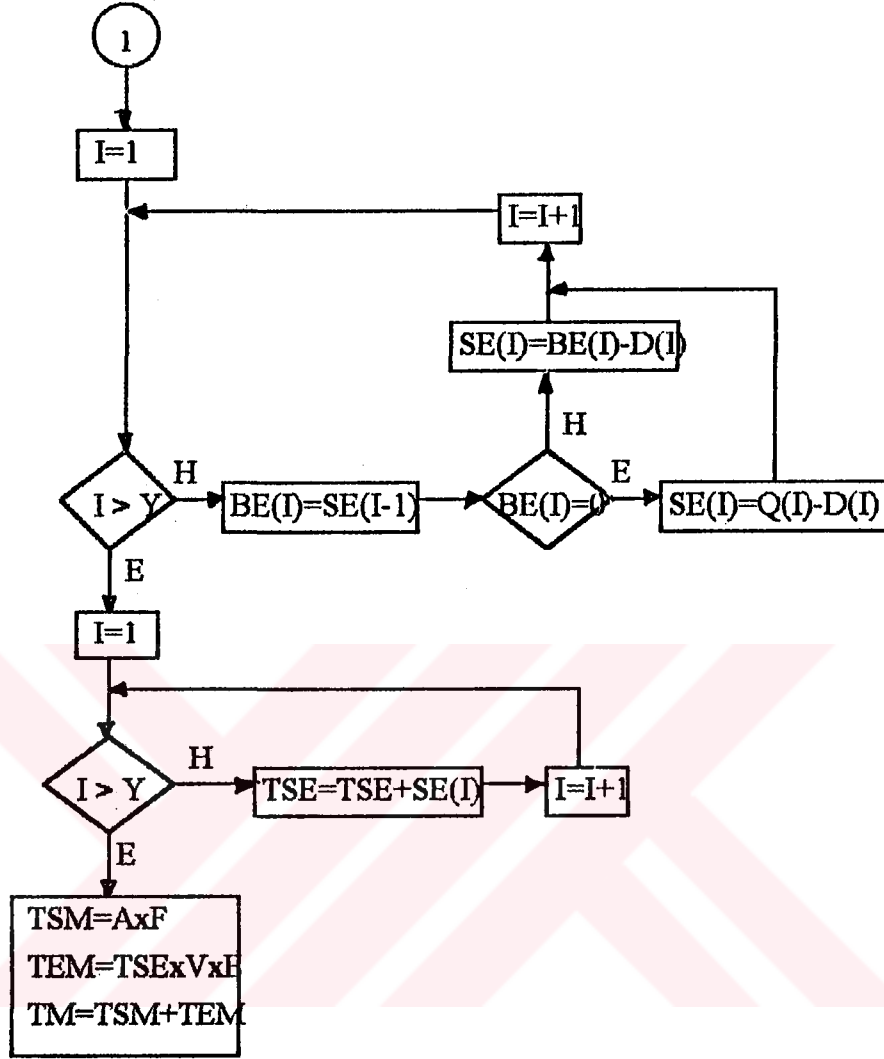 1
I=1
I=I+1
SE(I)=BE(I)-D(I)
H
I > Y
H
BE(I)=SE(I-1)
BE(I)=0
E
SE(I)=Q(I)-D(I)
E
I=1
I > Y
H
TSE=TSE+SE(I)
I=I+1
E
TSM=AxF
TEM=TSExVxE
TM=TSM+TEM